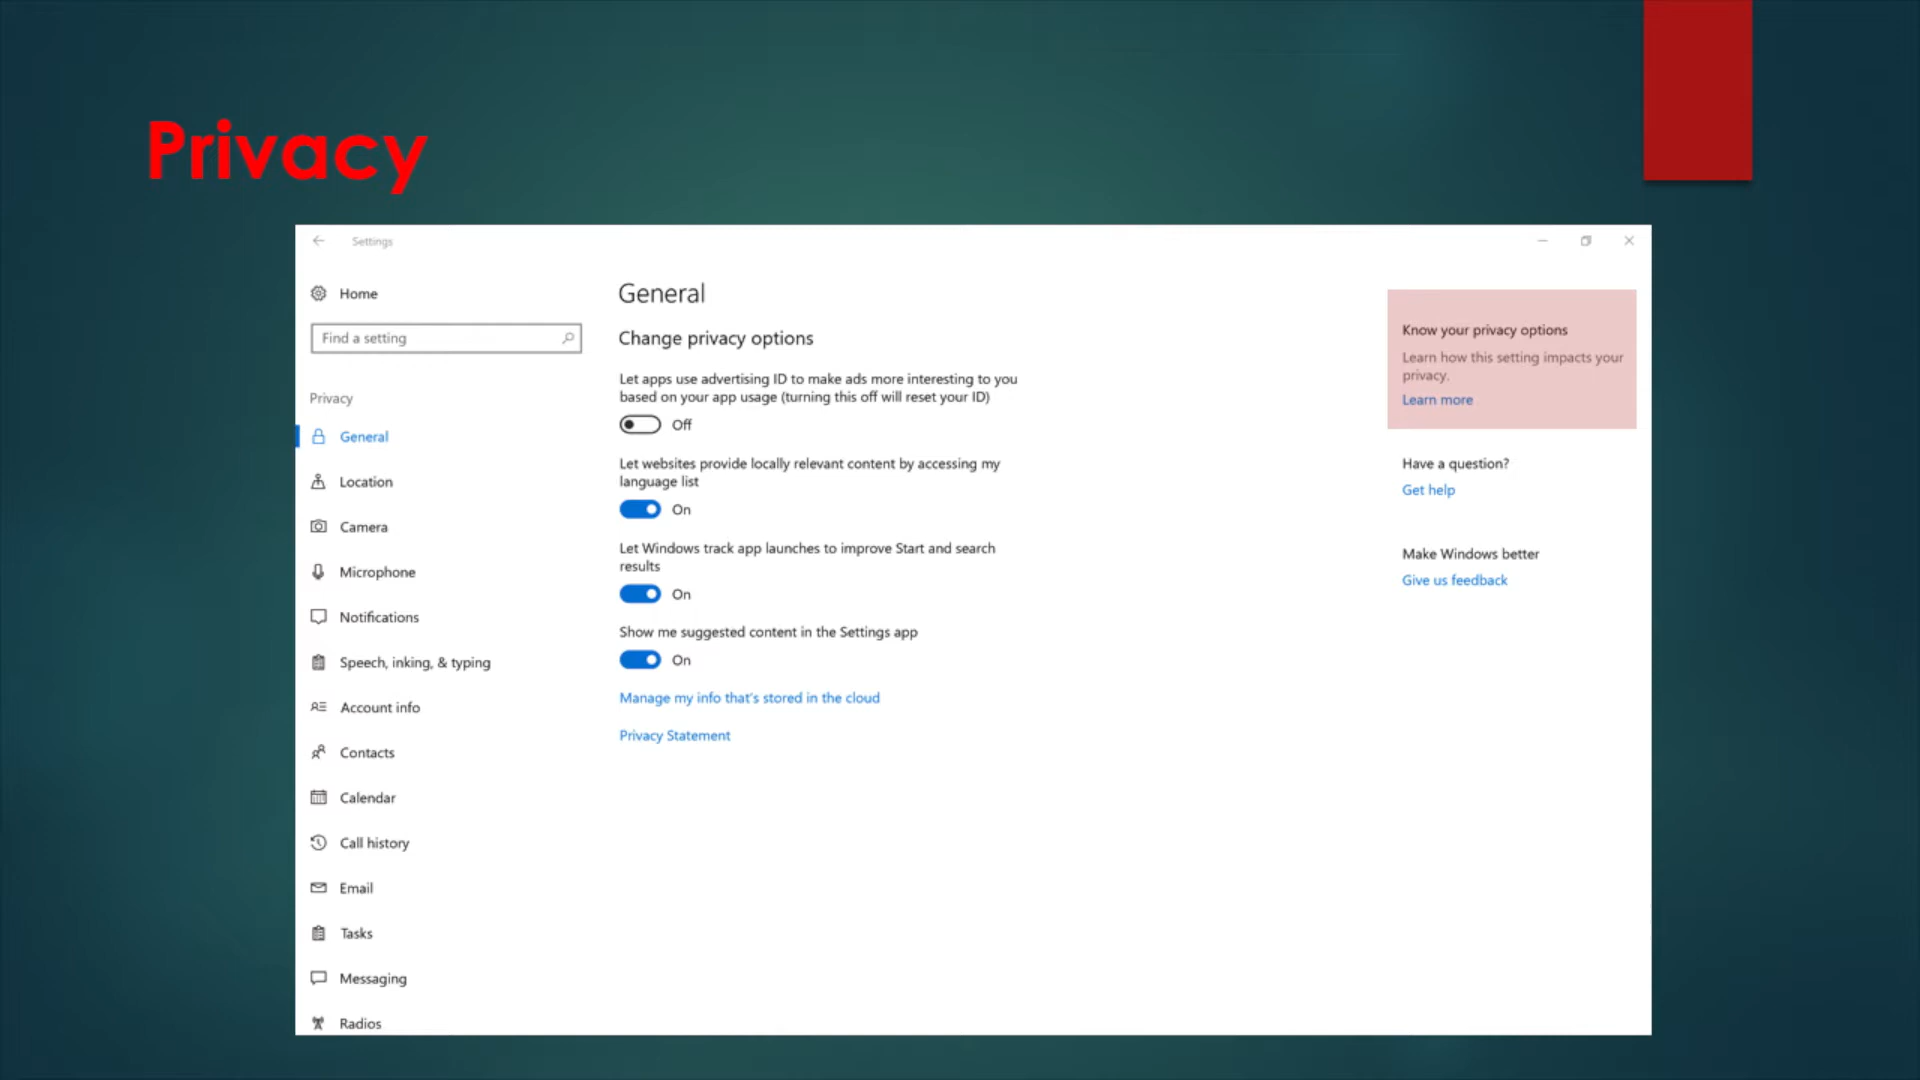 Privacy
Settings
Home
Find a setting
Privacy
General
Location
Camera
Microphone
Notifications
Speech, inking, & typing
Account info
Contacts
Calendar
Call history
Email
Tasks
Messaging
Radios
General
Change privacy options
Let apps use advertising ID to make ads more interesting to you
based on your app usage (turning this off will reset your ID)
Off
Let websites provide locally relevant content by accessing my
language list
On
Let Windows track app launches to improve Start and search
results
On
Show me suggested content in the Settings app
On
Manage my info that's stored in the cloud
Privacy Statement
Know your privacy options
Learn how this setting impacts your
privacy.
Learn more
Have a question?
Get help
Make Windows better
Give us feedback